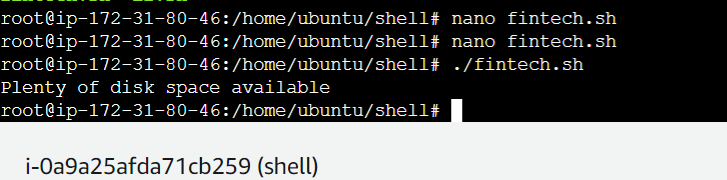 root@ip-172-31-80-46:/home/ubuntu/shell# nano fintech.sh
root@ip-172-31-80-46:/home/ubuntu/shell# nano fintech.sh
root@ip-172-31-80-46:/home/ubuntu/shell# ./fintech.sh
Plenty of disk space available
root@ip-172-31-80-46:/home/ubuntu/shell#
i-0a9a25afda71cb259 (shell)